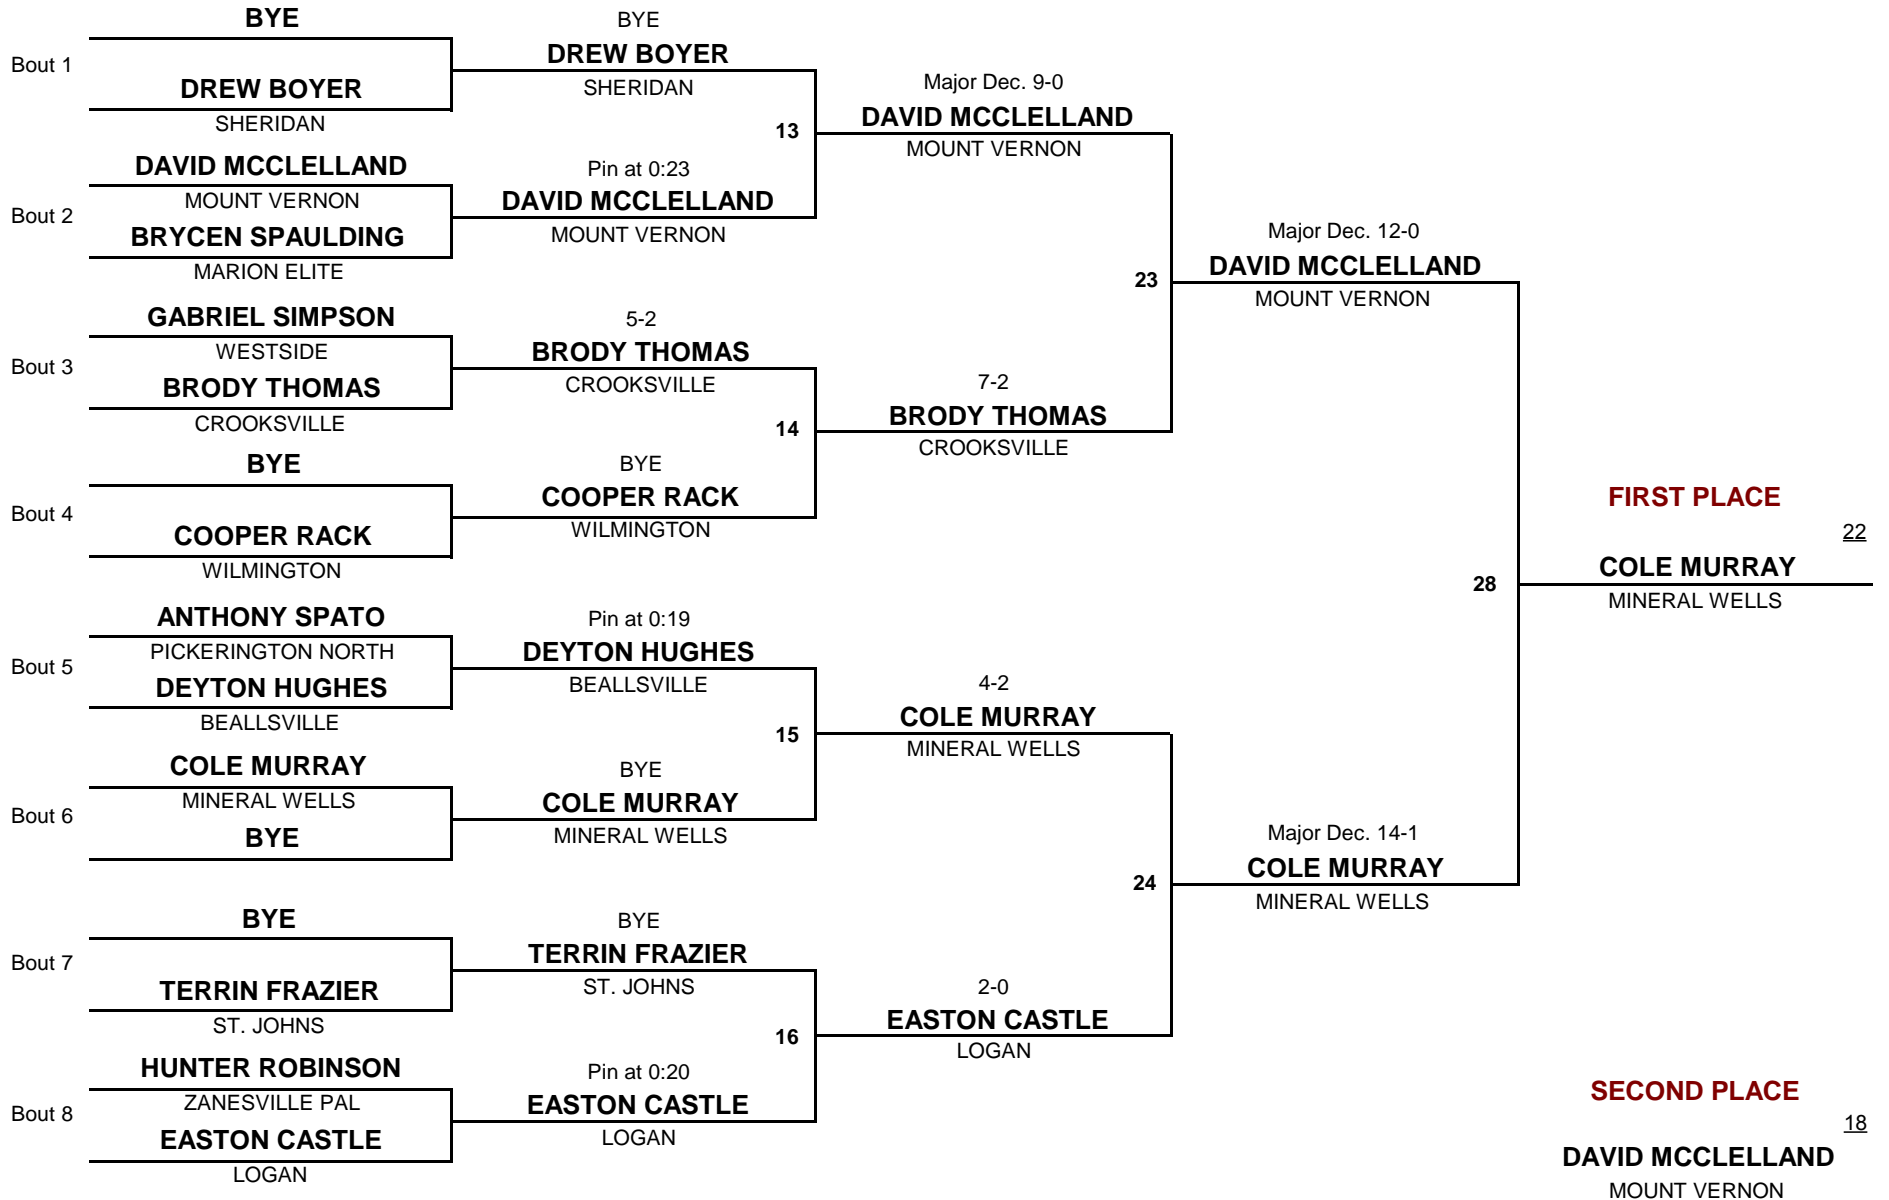 BYE
Bout 1
DREW BOYER
SHERIDAN
DAVID MCCLELLAND
MOUNT VERNON
Bout 2
BRYCEN SPAULDING
MARION ELITE
GABRIEL SIMPSON
WESTSIDE
Bout 3
BRODY THOMAS
CROOKSVILLE
BYE
Bout 4
COOPER RACK
WILMINGTON
ANTHONY SPATO
PICKERINGTON NORTH
Bout 5
DEYTON HUGHES
BEALLSVILLE
COLE MURRAY
MINERAL WELLS
Bout 6
BYE
BYE
Bout 7
TERRIN FRAZIER
ST. JOHNS
HUNTER ROBINSON
ZANESVILLE PAL
Bout 8
EASTON CASTLE
LOGAN
BYE
DREW BOYER
SHERIDAN
13
Pin at 0:23
DAVID MCCLELLAND
MOUNT VERNON
5-2
BRODY THOMAS
CROOKSVILLE
14
BYE
COOPER RACK
WILMINGTON
Pin at 0:19
DEYTON HUGHES
BEALLSVILLE
15
BYE
COLE MURRAY
MINERAL WELLS
BYE
TERRIN FRAZIER
ST. JOHNS
16
Pin at 0:20
EASTON CASTLE
LOGAN
Major Dec. 9-0
DAVID MCCLELLAND
MOUNT VERNON
23
7-2
BRODY THOMAS
CROOKSVILLE
4-2
COLE MURRAY
MINERAL WELLS
24
2-0
EASTON CASTLE
LOGAN
Major Dec. 12-0
DAVID MCCLELLAND
MOUNT VERNON
28
Major Dec. 14-1
COLE MURRAY
MINERAL WELLS
FIRST PLACE
22
COLE MURRAY
MINERAL WELLS
SECOND PLACE
18
DAVID MCCLELLAND
MOUNT VERNON